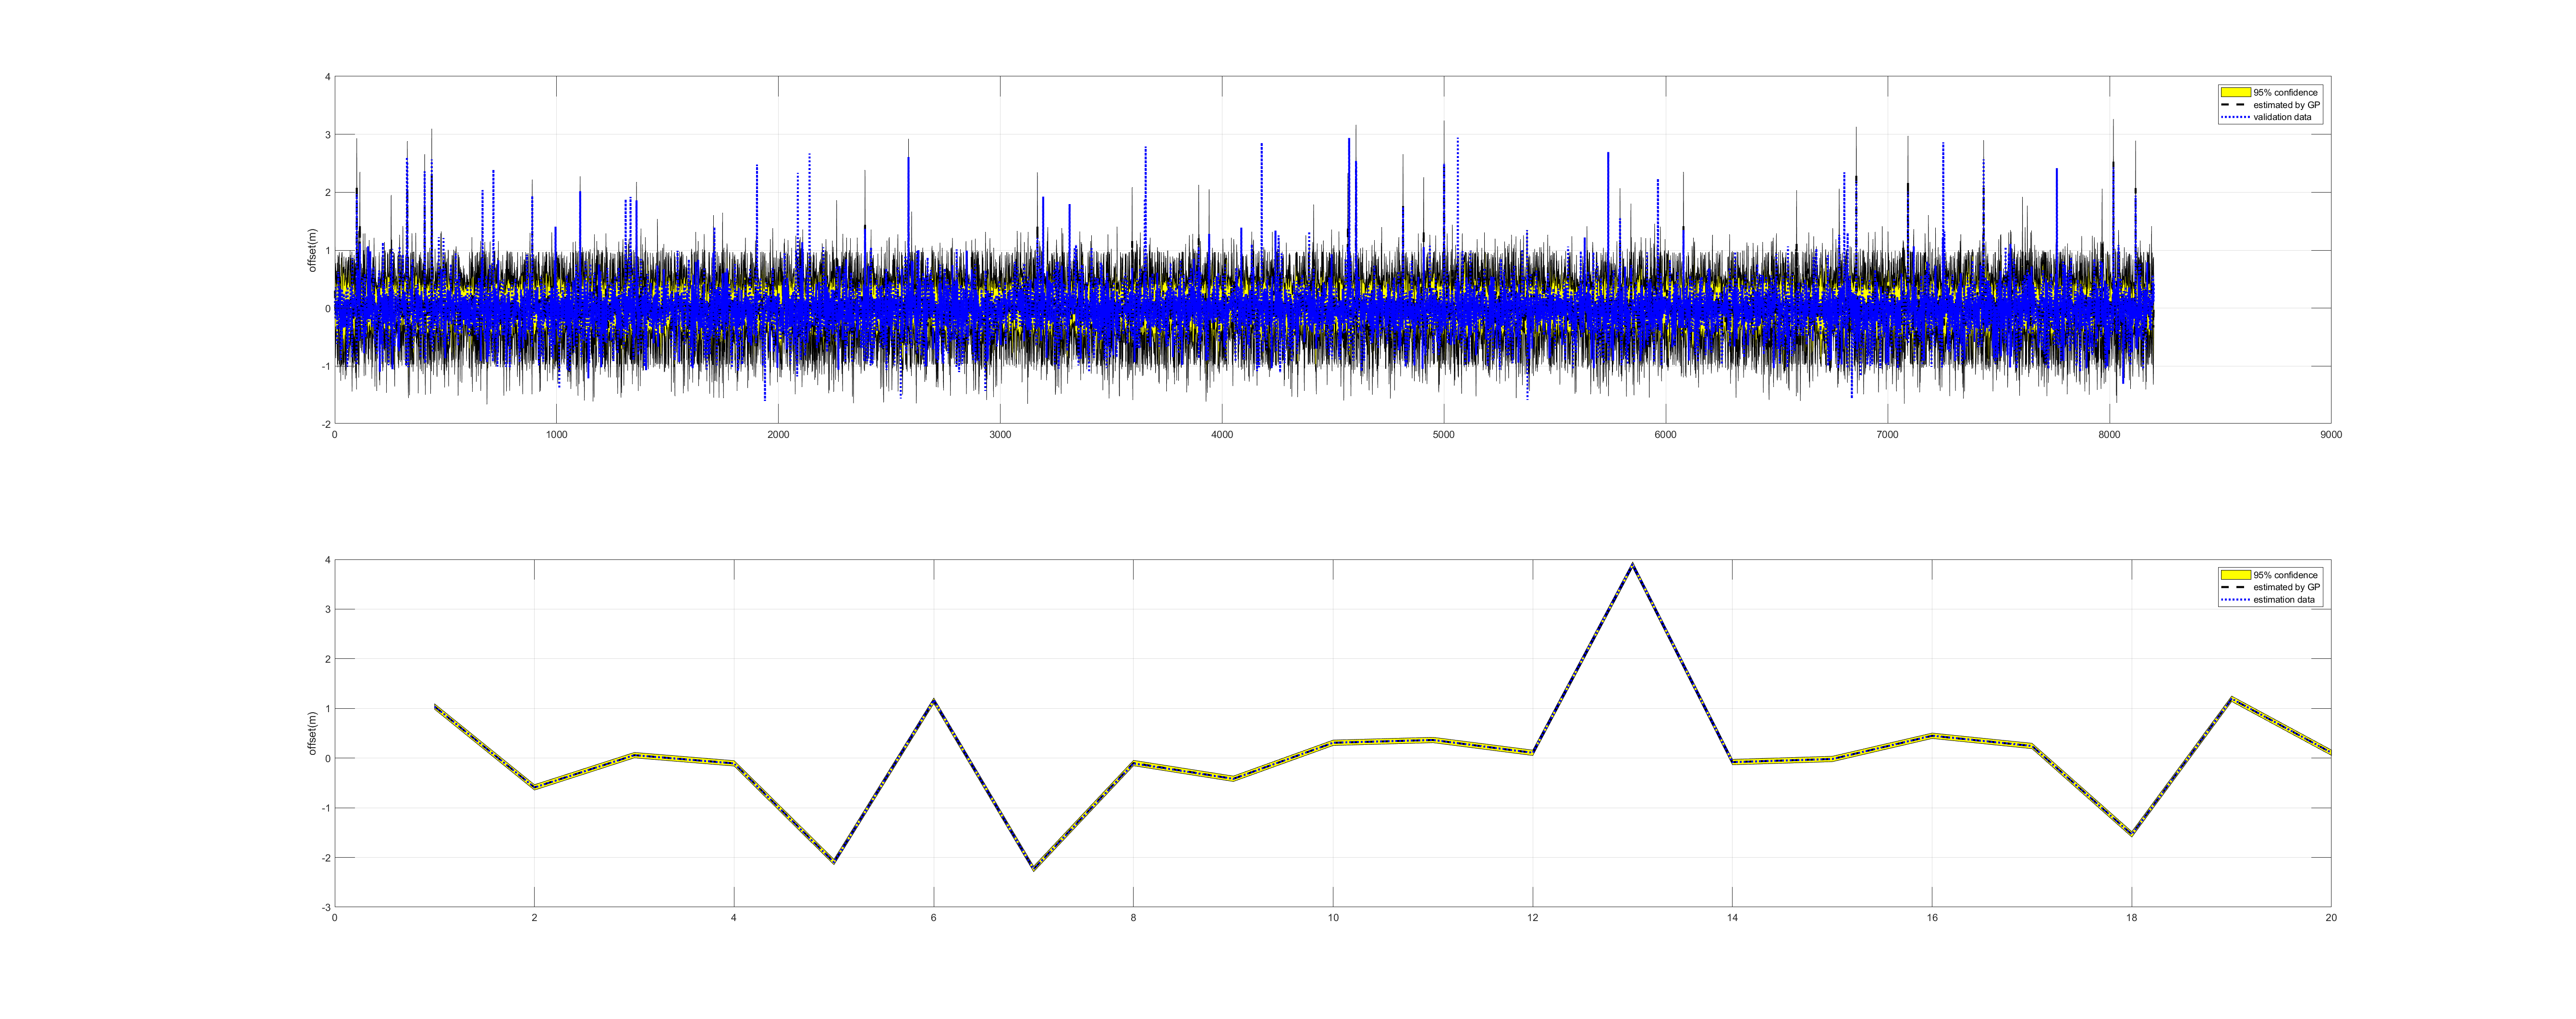 4
3
2
1
0
-1
-2
offset(m)
0 1000 2000 3000 4000 5000 6000 7000 8000 9000
95% confidence
estimated by GP
validation data
4
3
2
1
0
-1
-2
-3
offset(m)
0 2 4 6 8 10 12 14 16 18 20
95% confidence
estimated by GP
estimation data